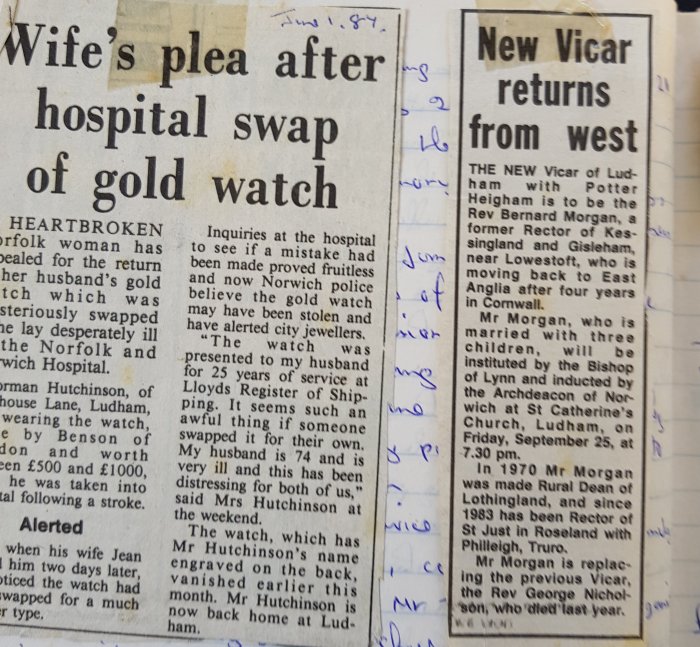 June 1. 87.
Wife's plea after
hospital swap
of gold watch
HEARTBROKEN
orfolk woman has
pealed for the return
her husband's gold
tch which was
steriously swapped
he lay desperately ill
the Norfolk and
rwich Hospital.
orman Hutchinson, of
house Lane, Ludham,
wearing the watch,
e by Benson of
don and worth
een £500 and £1000,
he was taken into
tal following a stroke.
Alerted
when his wife Jean
him two days later,
oticed the watch had
swapped for a much
r type.
Inquiries at the hospital
to see if a mistake had
been made proved fruitless
and now Norwich police
believe the gold watch
may have been stolen and
have alerted city jewellers.
"The watch was
presented to my husband
for 25 years of service at
Lloyds Register of Ship-
ping. It seems such an
awful thing if someone
swapped it for their own.
My husband is 74 and is
very ill and this has been
distressing for both of us,"
said Mrs Hutchinson at
the weekend.
The watch, which has
Mr Hutchinson's name
engraved on the back,
vanished earlier this
month. Mr Hutchinson is
now back home at Lud-
ham.
ing
of
ing
Mr
New Vicar
returns
from west
THE NEW Vicar of Lud-
ham with Potter
Heigham is to be the
Rev Bernard Morgan, a
former Rector of Kes-
singland and Gisleham,
near Lowestoft, who is
moving back to East
Anglia after four years
in Cornwall.
Mr Morgan, who is
married with three
children, will be
instituted by the Bishop
of Lynn and inducted by
the Archdeacon of Nor-
wich at St Catherine's
Church, Ludham, on
Friday, September 25, at
7.30 pm.
In 1970 Mr Morgan
was made Rural Dean of
Lothingland, and since
1983 has been Rector of
St Just in Roseland with
Philleigh, Truro.
Mr Morgan is replac-
ing the previous Vicar,
the Rev George Nichol-
son, who died last year.